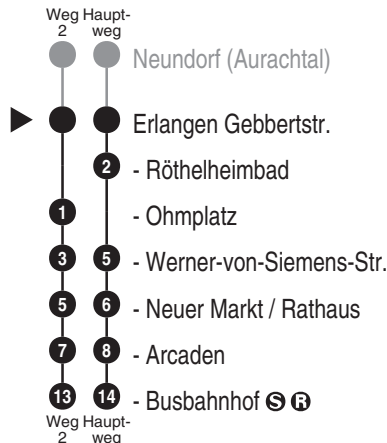 Weg Haupt-
2 weg
Neundorf (Aurachtal)
Erlangen Gebbertstr.
2 - Röthelheimbad
1 - Ohmplatz
3 5 - Werner-von-Siemens-Str.
5 6 - Neuer Markt / Rathaus
7 8 - Arcaden
13 14 - Busbahnhof S R
Weg Haupt-
2 weg